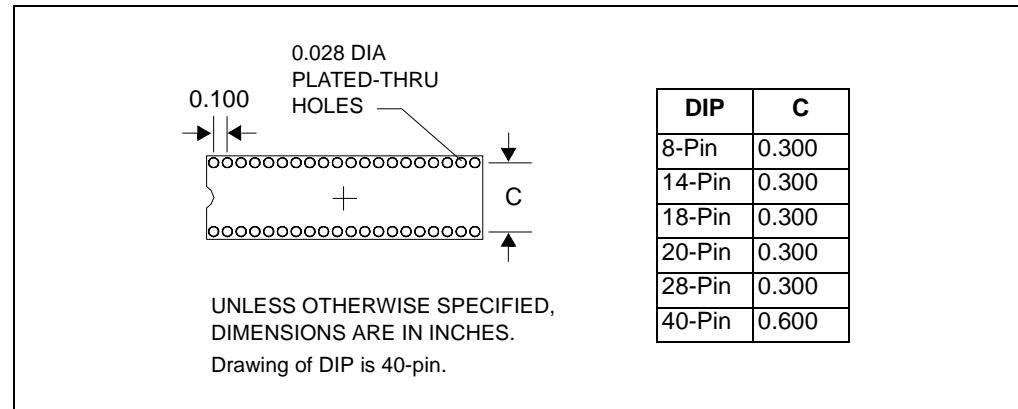 0.028 DIA
PLATED-THRU
HOLES
0.100
C
UNLESS OTHERWISE SPECIFIED,
DIMENSIONS ARE IN INCHES.
Drawing of DIP is 40-pin.
DIP C
8-Pin 0.300
14-Pin 0.300
18-Pin 0.300
20-Pin 0.300
28-Pin 0.300
40-Pin 0.600